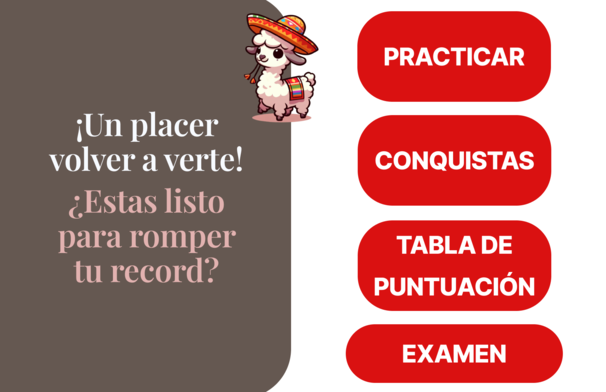 ¡Un placer
volver a verte!
¿Estas listo
para romper
tu record?
PRACTICAR
CONQUISTAS
TABLA DE
PUNTUACIÓN
EXAMEN